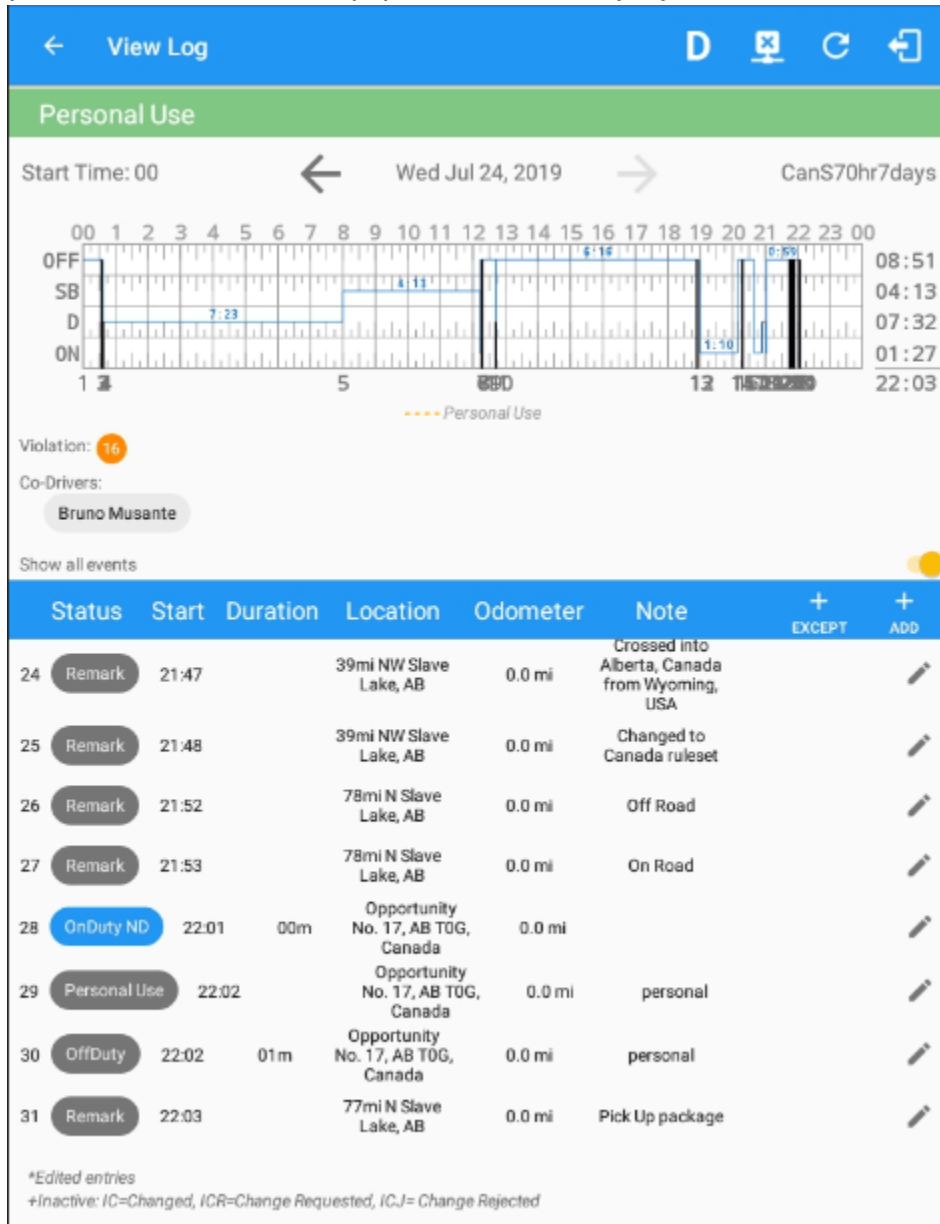 View Log D
Personal Use
Start Time: 00 Wed Jul 24, 2019 CanS70hr7days
00 1 2 3 4 5 6 7 8 9 10 11 12 13 14 15 16 17 18 19 20 21 22 23 00
OFF 6:16 0:59 08:51
SB 4:13 04:13
D 7:23 07:32
ON 1:10 01:27
1 5 22:03
Personal Use
Violation: 16
Co-Drivers:
Bruno Musante
Show all events
Status Start Duration Location Odometer Note + EXCEPT + ADD
Crossed into
39mi NW Slave Alberta, Canada
24 Remark 21:47 0.0 mi
Lake, AB from Wyoming,
USA
39mi NW Slave Changed to
25 Remark 21:48 0.0 mi
Lake, AB Canada ruleset
78mi N Slave
26 Remark 21:52 0.0 mi Off Road
Lake, AB
78mi N Slave
27 Remark 21:53 0.0 mi On Road
Lake, AB
Opportunity
28 OnDuty ND 22:01 00m No. 17, AB T0G, 0.0 mi
Canada
Opportunity
29 Personal Use 22:02 No. 17, AB T0G, 0.0 mi personal
Canada
Opportunity
30 OffDuty 22:02 01m No. 17, AB T0G, 0.0 mi personal
Canada
77mi N Slave
31 Remark 22:03 0.0 mi Pick Up package
Lake, AB
*Edited entries
+Inactive: IC=Changed, ICR=Change Requested, ICJ= Change Rejected